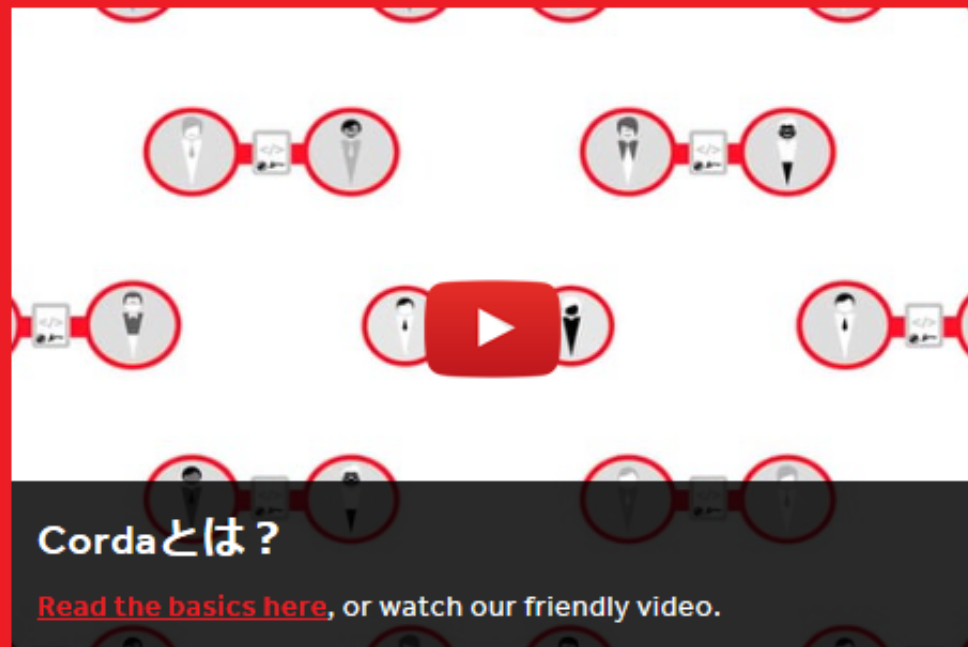 </>
</>
</>
</>
Cordaとは？
Read the basics here, or watch our friendly video.